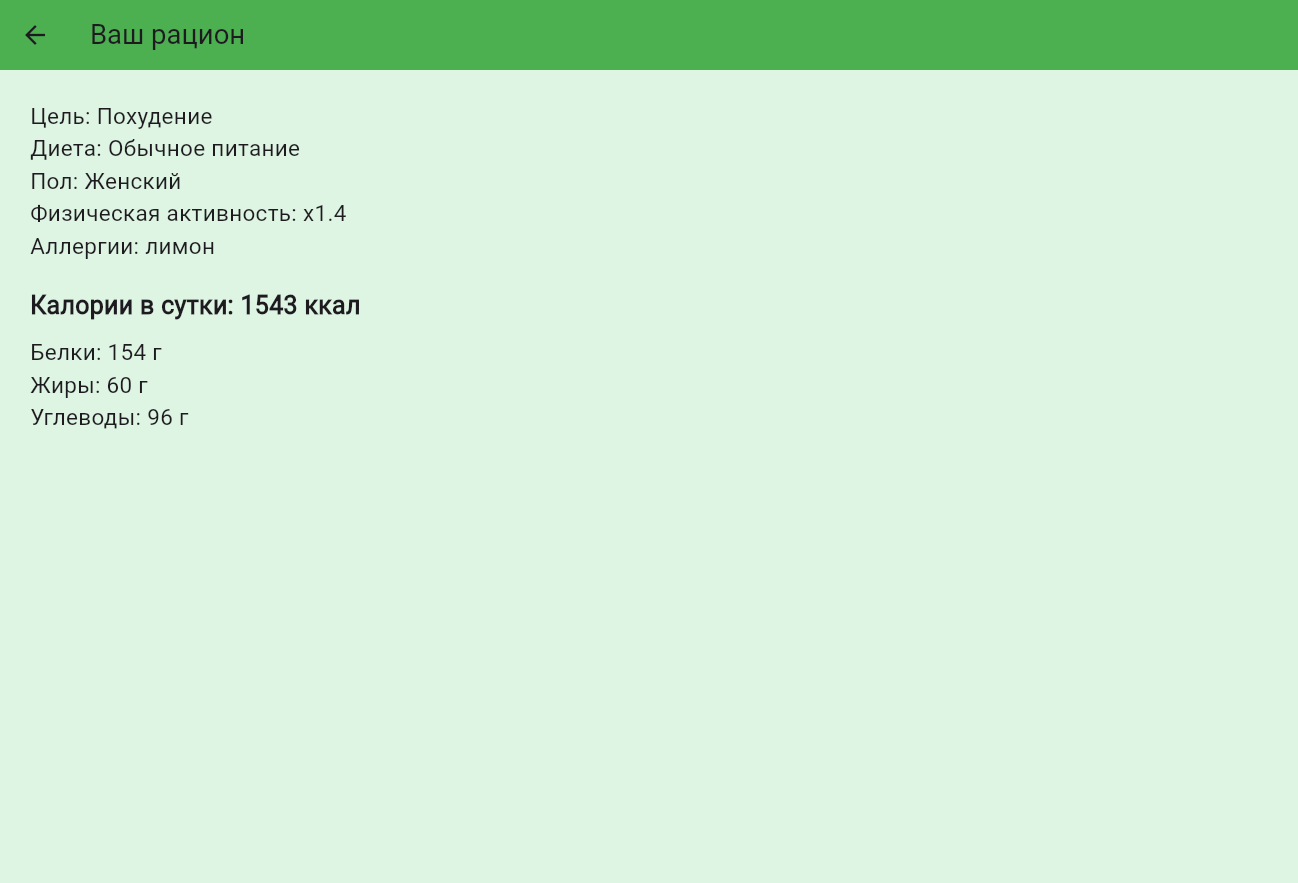 Ваш рацион
Цель: Похудение
Диета: Обычное питание
Пол: Женский
Физическая активность: x1.4
Аллергии: лимон
Калории в сутки: 1543 ккал
Белки: 154 г
Жиры: 60 г
Углеводы: 96 г